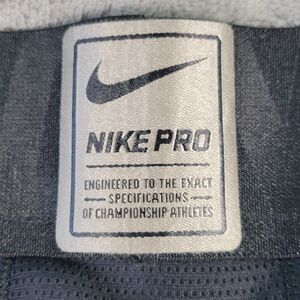 NIKE PRO
ENGINEERED TO THE EXACT
SPECIFICATIONS
OF CHAMPIONSHIP ATHLETES